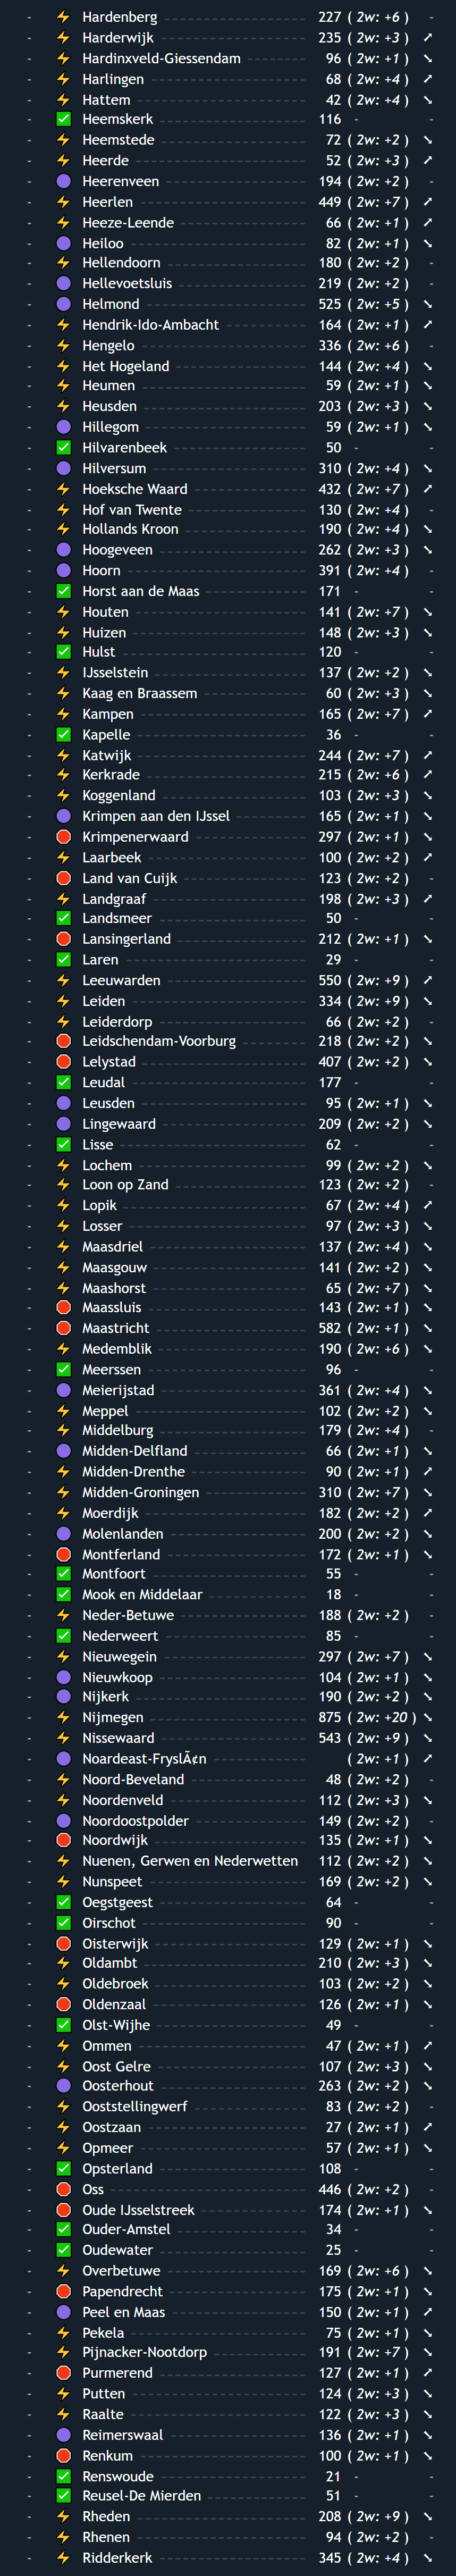 - ⚡ Hardenberg 227 ( 2w: +6 ) -
- ⚡ Harderwijk 235 ( 2w: +3 ) ➚
- ⚡ Hardinxveld-Giessendam 96 ( 2w: +1 ) ➘
- ⚡ Harlingen 68 ( 2w: +4 ) ➚
- ⚡ Hattem 42 ( 2w: +4 ) ➘
- ✅ Heemskerk 116 - -
- ⚡ Heemstede 72 ( 2w: +2 ) ➘
- ⚡ Heerde 52 ( 2w: +3 ) ➚
- 🟣 Heerenveen 194 ( 2w: +2 ) -
- ⚡ Heerlen 449 ( 2w: +7 ) ➚
- ⚡ Heeze-Leende 66 ( 2w: +1 ) ➚
- 🟣 Heiloo 82 ( 2w: +1 ) ➘
- ⚡ Hellendoorn 180 ( 2w: +2 ) -
- 🟣 Hellevoetsluis 219 ( 2w: +2 ) -
- 🟣 Helmond 525 ( 2w: +5 ) ➘
- ⚡ Hendrik-Ido-Ambacht 164 ( 2w: +1 ) ➚
- ⚡ Hengelo 336 ( 2w: +6 ) -
- ⚡ Het Hogeland 144 ( 2w: +4 ) ➘
- ⚡ Heumen 59 ( 2w: +1 ) ➘
- ⚡ Heusden 203 ( 2w: +3 ) ➘
- 🟣 Hillegom 59 ( 2w: +1 ) ➘
- ✅ Hilvarenbeek 50 - -
- 🟣 Hilversum 310 ( 2w: +4 ) ➘
- ⚡ Hoeksche Waard 432 ( 2w: +7 ) ➚
- ⚡ Hof van Twente 130 ( 2w: +4 ) -
- ⚡ Hollands Kroon 190 ( 2w: +4 ) ➘
- 🟣 Hoogeveen 262 ( 2w: +3 ) ➘
- 🟣 Hoorn 391 ( 2w: +4 ) -
- ✅ Horst aan de Maas 171 - -
- ⚡ Houten 141 ( 2w: +7 ) ➘
- ⚡ Huizen 148 ( 2w: +3 ) ➘
- ✅ Hulst 120 - -
- ⚡ IJsselstein 137 ( 2w: +2 ) ➘
- ⚡ Kaag en Braassem 60 ( 2w: +3 ) ➘
- ⚡ Kampen 165 ( 2w: +7 ) ➚
- ✅ Kapelle 36 - -
- ⚡ Katwijk 244 ( 2w: +7 ) ➚
- ⚡ Kerkrade 215 ( 2w: +6 ) ➚
- ⚡ Koggenland 103 ( 2w: +3 ) ➘
- 🟣 Krimpen aan den IJssel 165 ( 2w: +1 ) ➘
- 🛑 Krimpenerwaard 297 ( 2w: +1 ) ➘
- ⚡ Laarbeek 100 ( 2w: +2 ) ➚
- 🛑 Land van Cuijk 123 ( 2w: +2 ) -
- ⚡ Landgraaf 198 ( 2w: +3 ) ➚
- ✅ Landsmeer 50 - -
- 🛑 Lansingerland 212 ( 2w: +1 ) ➘
- ✅ Laren 29 - -
- ⚡ Leeuwarden 550 ( 2w: +9 ) ➚
- ⚡ Leiden 334 ( 2w: +9 ) ➘
- ⚡ Leiderdorp 66 ( 2w: +2 ) -
- 🛑 Leidschendam-Voorburg 218 ( 2w: +2 ) ➘
- 🛑 Lelystad 407 ( 2w: +2 ) ➘
- ✅ Leudal 177 - -
- 🟣 Leusden 95 ( 2w: +1 ) ➘
- 🟣 Lingewaard 209 ( 2w: +2 ) ➘
- ✅ Lisse 62 - -
- ⚡ Lochem 99 ( 2w: +2 ) ➘
- ⚡ Loon op Zand 123 ( 2w: +2 ) -
- ⚡ Lopik 67 ( 2w: +4 ) ➚
- ⚡ Losser 97 ( 2w: +3 ) ➘
- ⚡ Maasdriel 137 ( 2w: +4 ) ➘
- ⚡ Maasgouw 141 ( 2w: +2 ) ➘
- ⚡ Maashorst 65 ( 2w: +7 ) ➘
- 🛑 Maassluis 143 ( 2w: +1 ) ➘
- 🛑 Maastricht 582 ( 2w: +1 ) ➘
- ⚡ Medemblik 190 ( 2w: +6 ) ➘
- ✅ Meerssen 96 - -
- 🟣 Meierijstad 361 ( 2w: +4 ) ➘
- ⚡ Meppel 102 ( 2w: +2 ) ➘
- ⚡ Middelburg 179 ( 2w: +4 ) -
- 🟣 Midden-Delfland 66 ( 2w: +1 ) ➘
- ⚡ Midden-Drenthe 90 ( 2w: +1 ) ➚
- ⚡ Midden-Groningen 310 ( 2w: +7 ) ➘
- ⚡ Moerdijk 182 ( 2w: +2 ) ➚
- 🟣 Molenlanden 200 ( 2w: +2 ) ➘
- 🛑 Montferland 172 ( 2w: +1 ) ➘
- ✅ Montfoort 55 - -
- ✅ Mook en Middelaar 18 - -
- ⚡ Neder-Betuwe 188 ( 2w: +2 ) -
- ✅ Nederweert 85 - -
- ⚡ Nieuwegein 297 ( 2w: +7 ) ➘
- 🟣 Nieuwkoop 104 ( 2w: +1 ) ➘
- 🟣 Nijkerk 190 ( 2w: +2 ) ➘
- ⚡ Nijmegen 875 ( 2w: +20 ) ➘
- ⚡ Nissewaard 543 ( 2w: +9 ) ➘
- 🟣 Noardeast-FryslÃ¢n ( 2w: +1 ) ➚
- ⚡ Noord-Beveland 48 ( 2w: +2 ) -
- ⚡ Noordenveld 112 ( 2w: +3 ) ➘
- 🟣 Noordoostpolder 149 ( 2w: +2 ) -
- 🛑 Noordwijk 135 ( 2w: +1 ) ➘
- ⚡ Nuenen, Gerwen en Nederwetten 112 ( 2w: +2 ) ➘
- ⚡ Nunspeet 169 ( 2w: +2 ) ➘
- ✅ Oegstgeest 64 - -
- ✅ Oirschot 90 - -
- 🛑 Oisterwijk 129 ( 2w: +1 ) ➘
- ⚡ Oldambt 210 ( 2w: +3 ) ➘
- ⚡ Oldebroek 103 ( 2w: +2 ) ➘
- 🛑 Oldenzaal 126 ( 2w: +1 ) ➘
- ✅ Olst-Wijhe 49 - -
- ⚡ Ommen 47 ( 2w: +1 ) ➚
- ⚡ Oost Gelre 107 ( 2w: +3 ) ➘
- 🟣 Oosterhout 263 ( 2w: +2 ) ➘
- ⚡ Ooststellingwerf 83 ( 2w: +2 ) -
- ⚡ Oostzaan 27 ( 2w: +1 ) ➚
- ⚡ Opmeer 57 ( 2w: +1 ) ➘
- ✅ Opsterland 108 - -
- 🛑 Oss 446 ( 2w: +2 ) -
- 🛑 Oude IJsselstreek 174 ( 2w: +1 ) ➘
- ✅ Ouder-Amstel 34 - -
- ✅ Oudewater 25 - -
- ⚡ Overbetuwe 169 ( 2w: +6 ) ➘
- 🛑 Papendrecht 175 ( 2w: +1 ) ➘
- 🟣 Peel en Maas 150 ( 2w: +1 ) ➚
- ⚡ Pekela 75 ( 2w: +1 ) ➘
- ⚡ Pijnacker-Nootdorp 191 ( 2w: +7 ) ➘
- 🛑 Purmerend 127 ( 2w: +1 ) ➚
- ⚡ Putten 124 ( 2w: +3 ) ➘
- ⚡ Raalte 122 ( 2w: +3 ) ➘
- 🟣 Reimerswaal 136 ( 2w: +1 ) ➘
- 🛑 Renkum 100 ( 2w: +1 ) ➘
- ✅ Renswoude 21 - -
- ✅ Reusel-De Mierden 51 - -
- ⚡ Rheden 208 ( 2w: +9 ) ➘
- ⚡ Rhenen 94 ( 2w: +2 ) -
- ⚡ Ridderkerk 345 ( 2w: +4 ) ➘